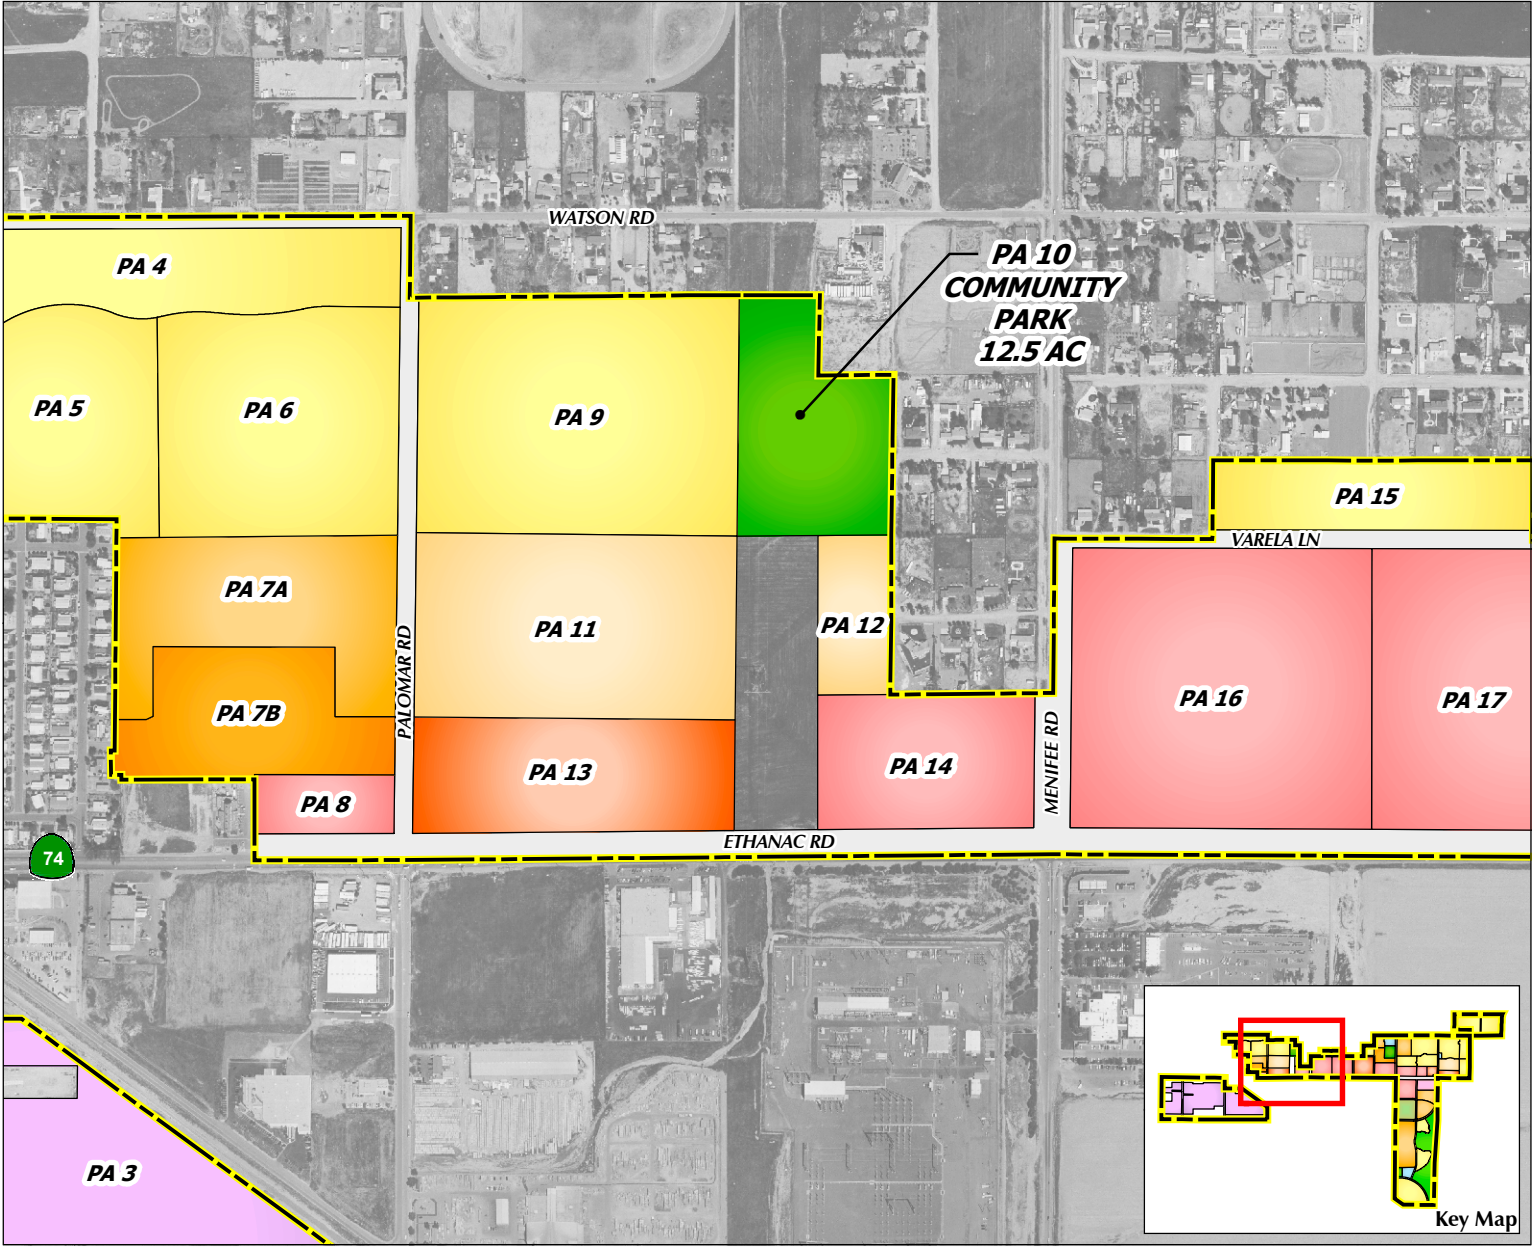 WATSON RD
PA 4
PA 10
COMMUNITY
PARK
12.5 AC
PA 5
PA 6
PA 9
PA 15
VARELA LN
PA 7A
PA 11
PA 12
PALOMAR RD
PA 7B
PA 16
PA 17
MENIFEE RD
PA 13
PA 14
PA 8
ETHANAC RD
74
PA 3
Key Map